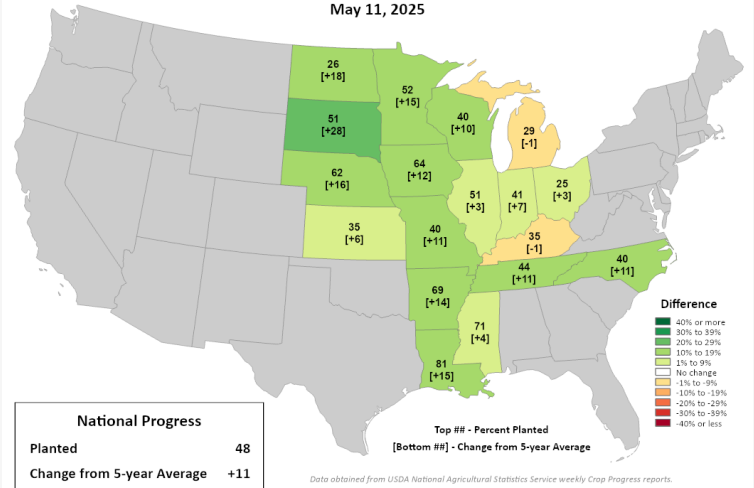 May 11, 2025
26
[+18]
52
[+15]
40
[+10]
29
[-1]
51
[+28]
62
[+16]
64
[+12]
51
[+3]
41
[+7]
25
[+3]
35
[+6]
40
[+11]
35
[-1]
44
[+11]
40
[+11]
69
[+14]
71
[+4]
81
[+15]
Difference
40% or more
30% to 39%
20% to 29%
10% to 19%
1% to 9%
No change
-1% to -9%
-10% to -19%
-20% to -29%
-30% to -39%
-40% or less
National Progress
Planted 48
Change from 5-year Average +11
Top ## - Percent Planted
[Bottom ##] - Change from 5-year Average
Data obtained from USDA National Agricultural Statistics Service weekly Crop Progress reports.